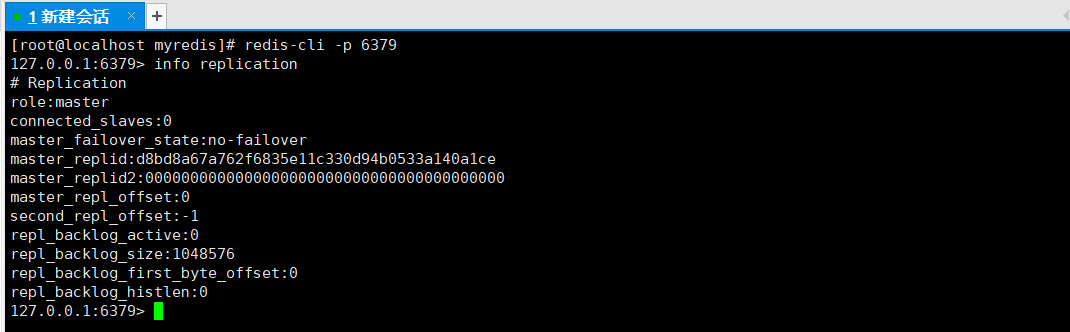 1 新建会话 × +
[root@localhost myredis]# redis-cli -p 6379
127.0.0.1:6379> info replication
# Replication
role:master
connected_slaves:0
master_failover_state:no-failover
master_replid:d8bd8a67a762f6835e11c330d94b0533a140a1ce
master_replid2:0000000000000000000000000000000000000000
master_repl_offset:0
second_repl_offset:-1
repl_backlog_active:0
repl_backlog_size:1048576
repl_backlog_first_byte_offset:0
repl_backlog_histlen:0
127.0.0.1:6379>